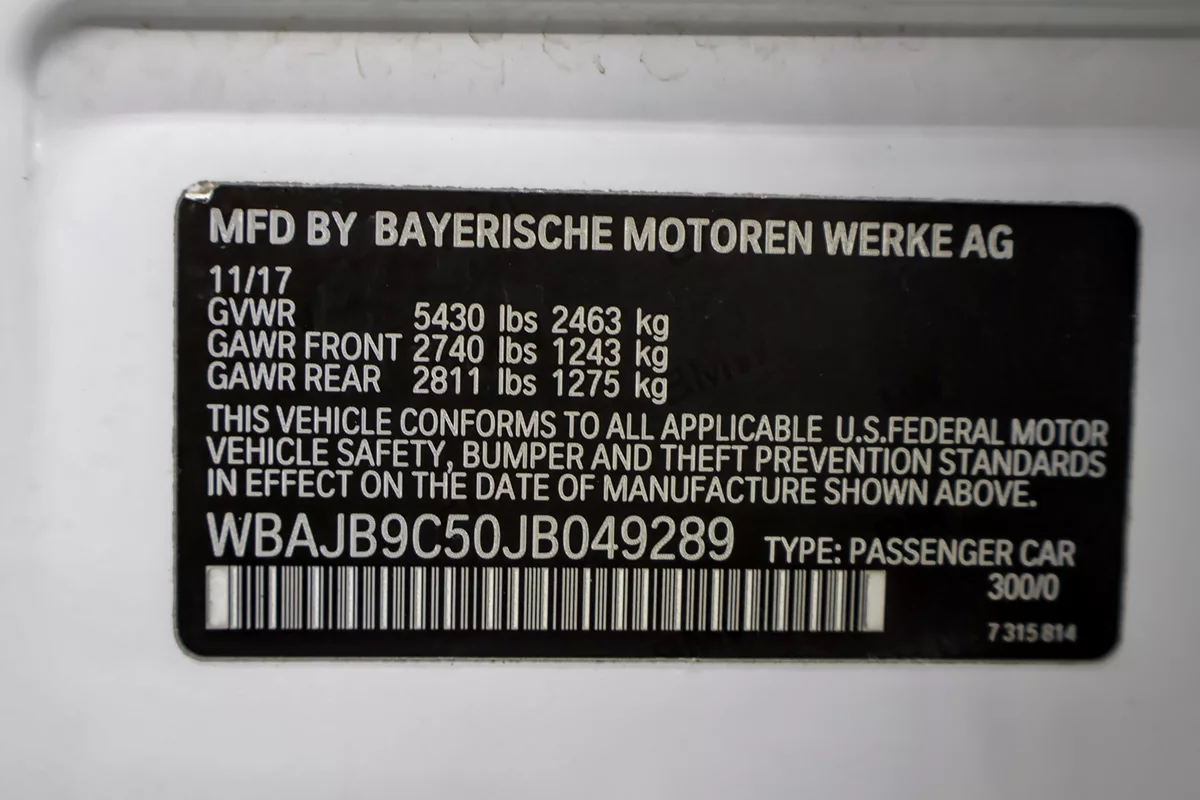 MFD BY BAYERISCHE MOTOREN WERKE AG
11/17
GVWR 5430 lbs 2463 kg
GAWR FRONT 2740 lbs 1243 kg
GAWR REAR 2811 lbs 1275 kg
THIS VEHICLE CONFORMS TO ALL APPLICABLE U.S.FEDERAL MOTOR
VEHICLE SAFETY, BUMPER AND THEFT PREVENTION STANDARDS
IN EFFECT ON THE DATE OF MANUFACTURE SHOWN ABOVE.
WBAJB9C50JB049289 TYPE: PASSENGER CAR
300/0
7 315 814